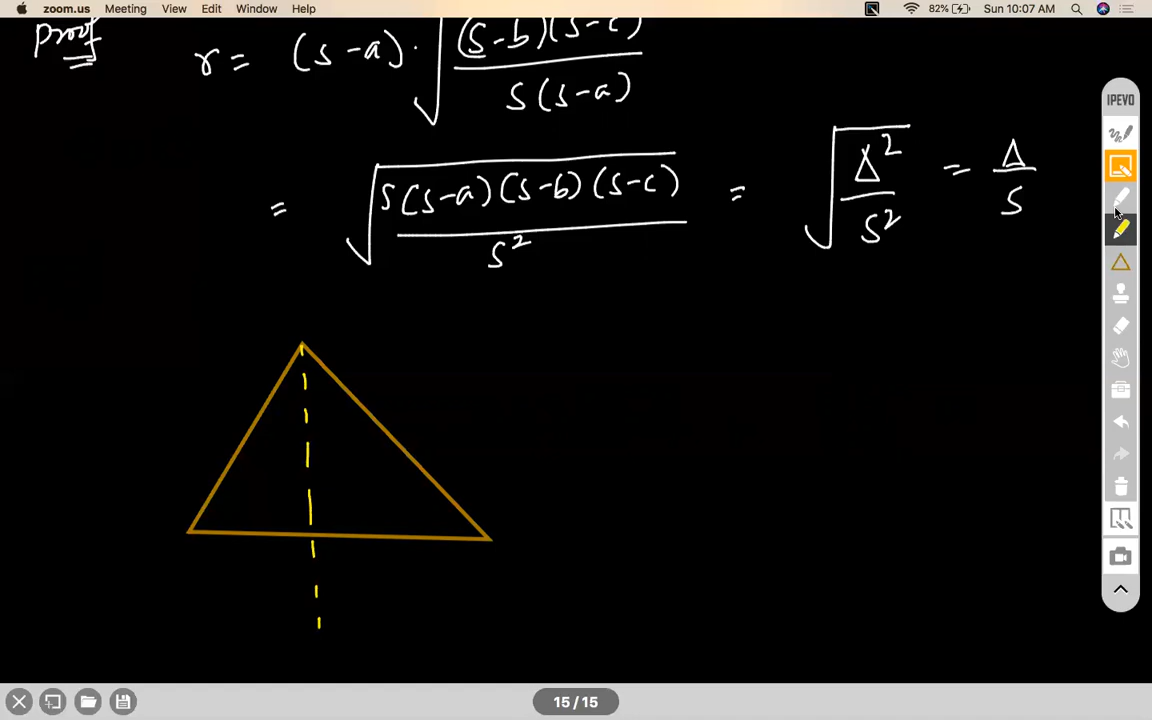 zoom.us Meeting View Edit Window Help 82% Sun 10:07 AM
Proof
r = (s-a) · √((s-b)(s-c) / s(s-a))
IPEVO
= √(s(s-a)(s-b)(s-c) / s²) = √(Δ² / s²) = Δ / s
15 / 15